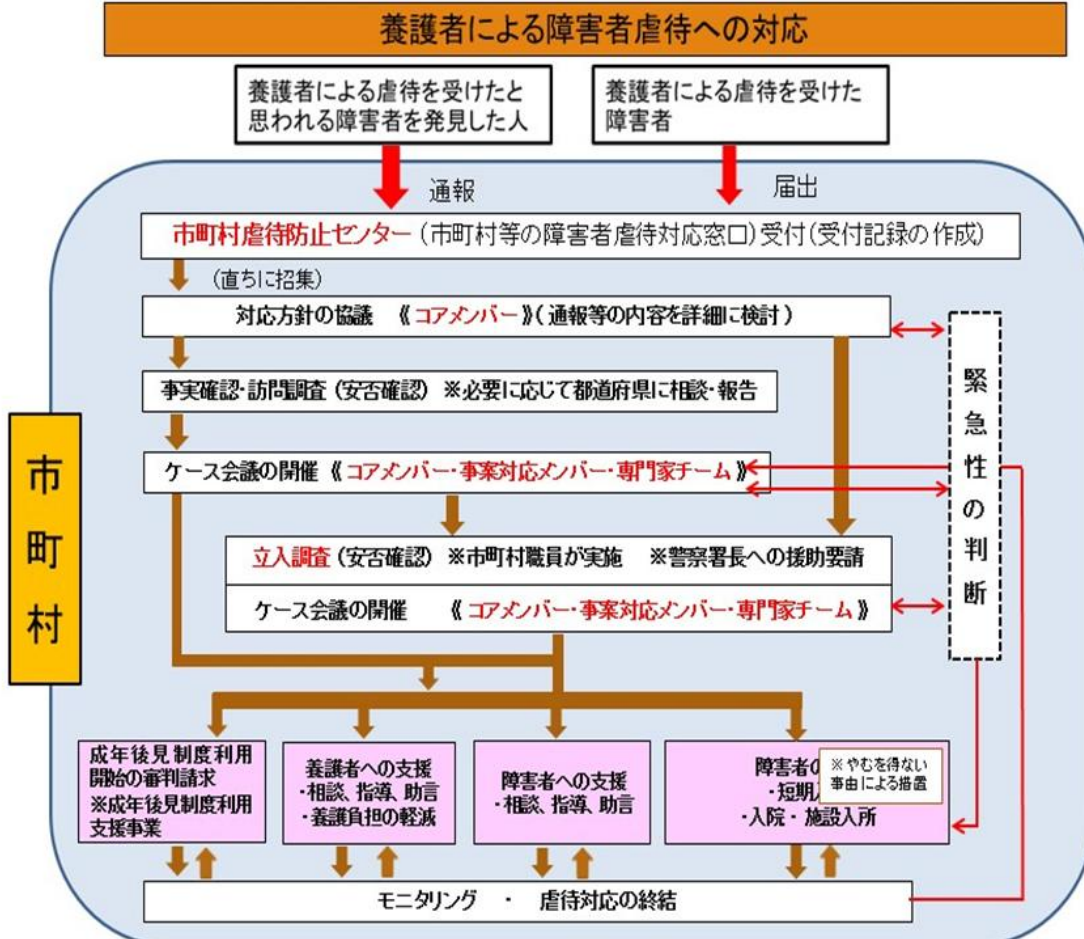 養護者による障害者虐待への対応
養護者による虐待を受けたと
思われる障害者を発見した人
養護者による虐待を受けた
障害者
通報
届出
市町村虐待防止センター(市町村等の障害者虐待対応窓口)受付(受付記録の作成)
(直ちに招集)
対応方針の協議 《コアメンバー》(通報等の内容を詳細に検討)
事実確認・訪問調査(安否確認) ※必要に応じて都道府県に相談・報告
ケース会議の開催《コアメンバー・事案対応メンバー・専門家チーム》
立入調査(安否確認) ※市町村職員が実施 ※警察署長への援助要請
ケース会議の開催 《コアメンバー・事案対応メンバー・専門家チーム》
緊急性の判断
市町村
成年後見制度利用
開始の審判請求
※成年後見制度利用
支援事業
養護者への支援
・相談、指導、助言
・養護負担の軽減
障害者への支援
・相談、指導、助言
障害者の
・短期
・入院・施設入所
※やむを得ない
事由による措置
モニタリング ・ 虐待対応の終結